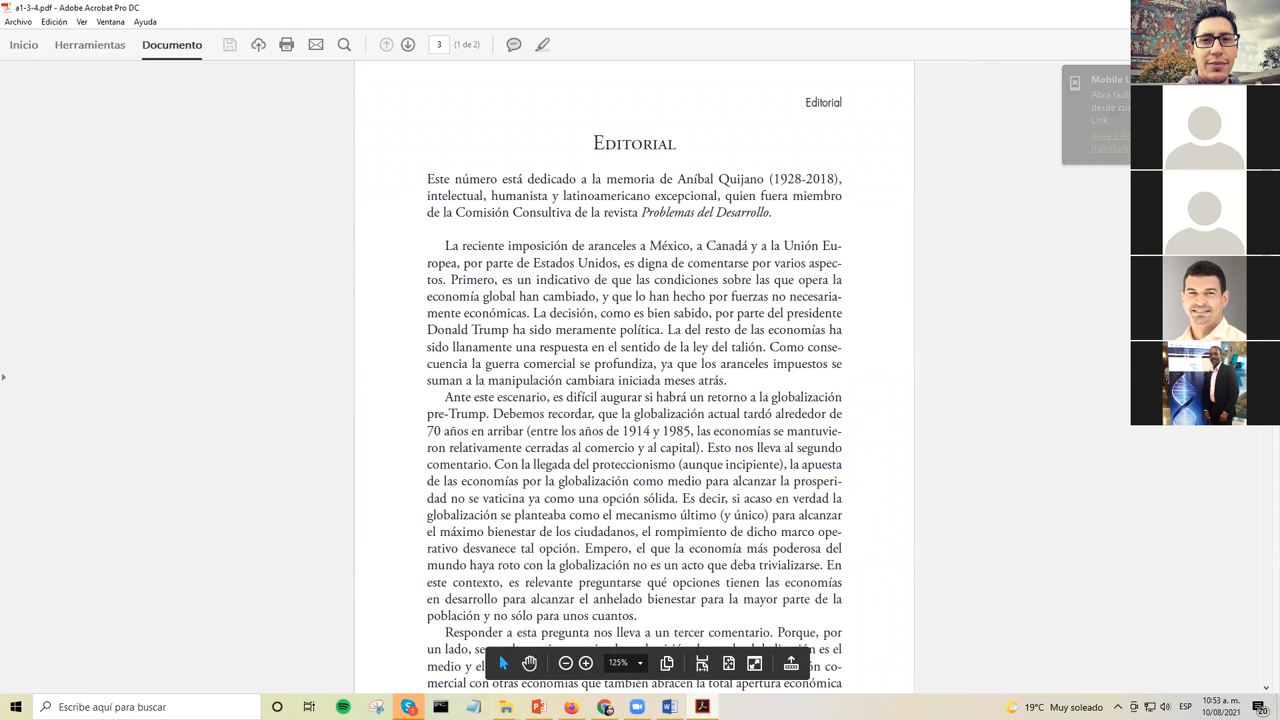 a1-3-4.pdf - Adobe Acrobat Pro DC
Archivo Edición Ver Ventana Ayuda
Inicio Herramientas Documento 3 (1 de 2)
Mobile L
Abra fácil
desde cua
Link.
Vaya a Ac
habilitarlo
Editorial
EDITORIAL
Este número está dedicado a la memoria de Aníbal Quijano (1928-2018),
intelectual, humanista y latinoamericano excepcional, quien fuera miembro
de la Comisión Consultiva de la revista Problemas del Desarrollo.
La reciente imposición de aranceles a México, a Canadá y a la Unión Eu-
ropea, por parte de Estados Unidos, es digna de comentarse por varios aspec-
tos. Primero, es un indicativo de que las condiciones sobre las que opera la
economía global han cambiado, y que lo han hecho por fuerzas no necesaria-
mente económicas. La decisión, como es bien sabido, por parte del presidente
Donald Trump ha sido meramente política. La del resto de las economías ha
sido llanamente una respuesta en el sentido de la ley del talión. Como conse-
cuencia la guerra comercial se profundiza, ya que los aranceles impuestos se
suman a la manipulación cambiara iniciada meses atrás.
Ante este escenario, es difícil augurar si habrá un retorno a la globalización
pre-Trump. Debemos recordar, que la globalización actual tardó alrededor de
70 años en arribar (entre los años de 1914 y 1985, las economías se mantuvie-
ron relativamente cerradas al comercio y al capital). Esto nos lleva al segundo
comentario. Con la llegada del proteccionismo (aunque incipiente), la apuesta
de las economías por la globalización como medio para alcanzar la prosperi-
dad no se vaticina ya como una opción sólida. Es decir, si acaso en verdad la
globalización se planteaba como el mecanismo último (y único) para alcanzar
el máximo bienestar de los ciudadanos, el rompimiento de dicho marco ope-
rativo desvanece tal opción. Empero, el que la economía más poderosa del
mundo haya roto con la globalización no es un acto que deba trivializarse. En
este contexto, es relevante preguntarse qué opciones tienen las economías
en desarrollo para alcanzar el anhelado bienestar para la mayor parte de la
población y no sólo para unos cuantos.
Responder a esta pregunta nos lleva a un tercer comentario. Porque, por
un lado, es el
medio y el
125%
mercial con otras economías que también abracen la total apertura económica
Escribe aquí para buscar
19°C Muy soleado ESP 10:53 a. m.
10/08/2021
20